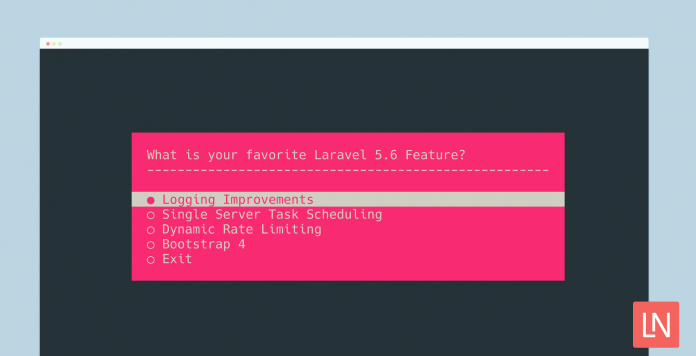 What is your favorite Laravel 5.6 Feature?
-----------------------------------------------------
● Logging Improvements
○ Single Server Task Scheduling
○ Dynamic Rate Limiting
○ Bootstrap 4
○ Exit
LN